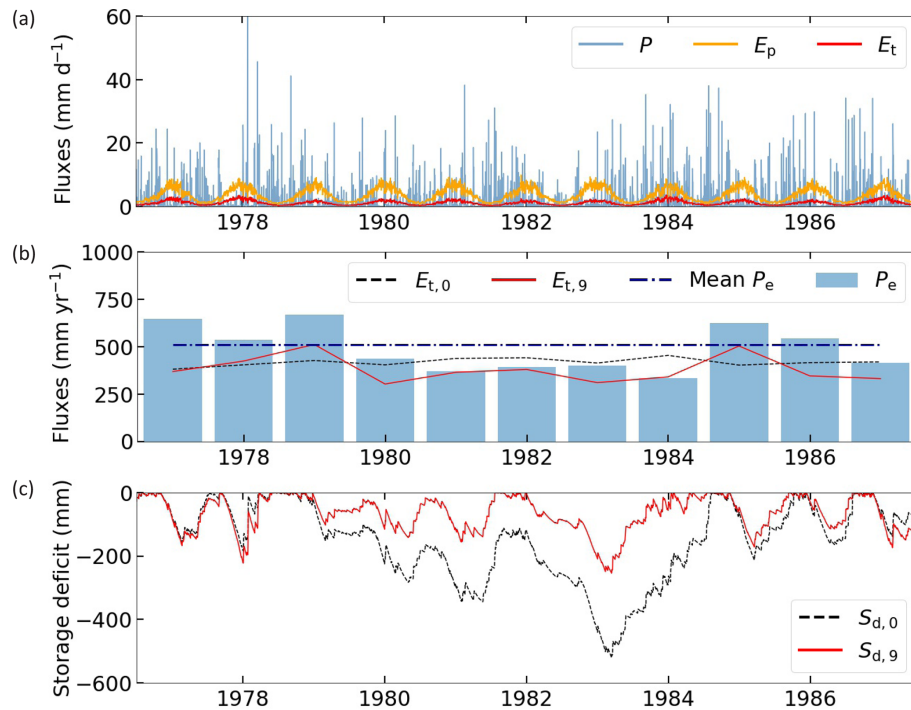 (a)
Fluxes (mm d⁻¹)
60
40
20
0
P Eₚ Eₜ
1978 1980 1982 1984 1986
(b)
Fluxes (mm yr⁻¹)
1000
750
500
250
0
Eₜ,₀ Eₜ,₉ Mean Pₑ Pₑ
1978 1980 1982 1984 1986
(c)
Storage deficit (mm)
0
−200
−400
−600
S_d,0
S_d,9
1978 1980 1982 1984 1986